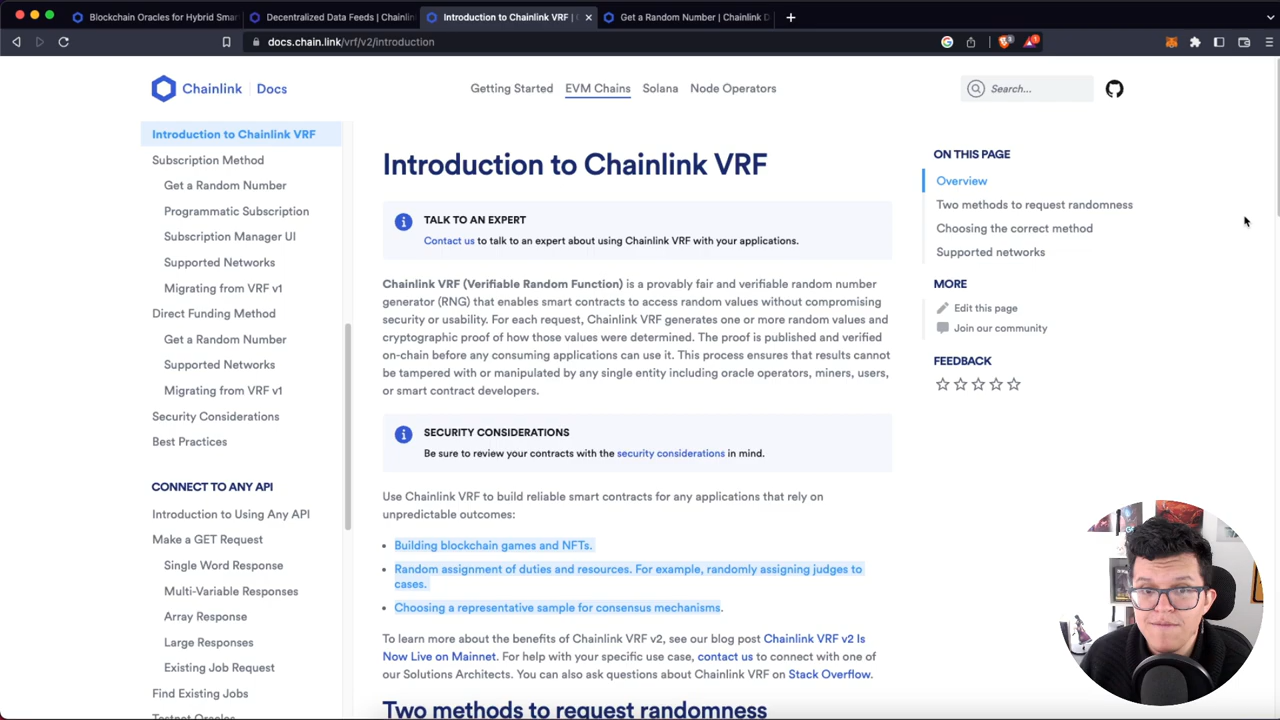 Blockchain Oracles for Hybrid Smar
Decentralized Data Feeds | Chainlin
Introduction to Chainlink VRF |
Get a Random Number | Chainlink D
docs.chain.link/vrf/v2/introduction
Chainlink Docs
Getting Started EVM Chains Solana Node Operators
Search...
Introduction to Chainlink VRF
Subscription Method
Get a Random Number
Programmatic Subscription
Subscription Manager UI
Supported Networks
Migrating from VRF v1
Direct Funding Method
Get a Random Number
Supported Networks
Migrating from VRF v1
Security Considerations
Best Practices
CONNECT TO ANY API
Introduction to Using Any API
Make a GET Request
Single Word Response
Multi-Variable Responses
Array Response
Large Responses
Existing Job Request
Find Existing Jobs
Testnet Oracles
Introduction to Chainlink VRF
TALK TO AN EXPERT
Contact us to talk to an expert about using Chainlink VRF with your applications.
Chainlink VRF (Verifiable Random Function) is a provably fair and verifiable random number
generator (RNG) that enables smart contracts to access random values without compromising
security or usability. For each request, Chainlink VRF generates one or more random values and
cryptographic proof of how those values were determined. The proof is published and verified
on-chain before any consuming applications can use it. This process ensures that results cannot
be tampered with or manipulated by any single entity including oracle operators, miners, users,
or smart contract developers.
SECURITY CONSIDERATIONS
Be sure to review your contracts with the security considerations in mind.
Use Chainlink VRF to build reliable smart contracts for any applications that rely on
unpredictable outcomes:
• Building blockchain games and NFTs.
• Random assignment of duties and resources. For example, randomly assigning judges to
cases.
• Choosing a representative sample for consensus mechanisms.
To learn more about the benefits of Chainlink VRF v2, see our blog post Chainlink VRF v2 Is
Now Live on Mainnet. For help with your specific use case, contact us to connect with one of
our Solutions Architects. You can also ask questions about Chainlink VRF on Stack Overflow.
Two methods to request randomness
ON THIS PAGE
Overview
Two methods to request randomness
Choosing the correct method
Supported networks
MORE
Edit this page
Join our community
FEEDBACK